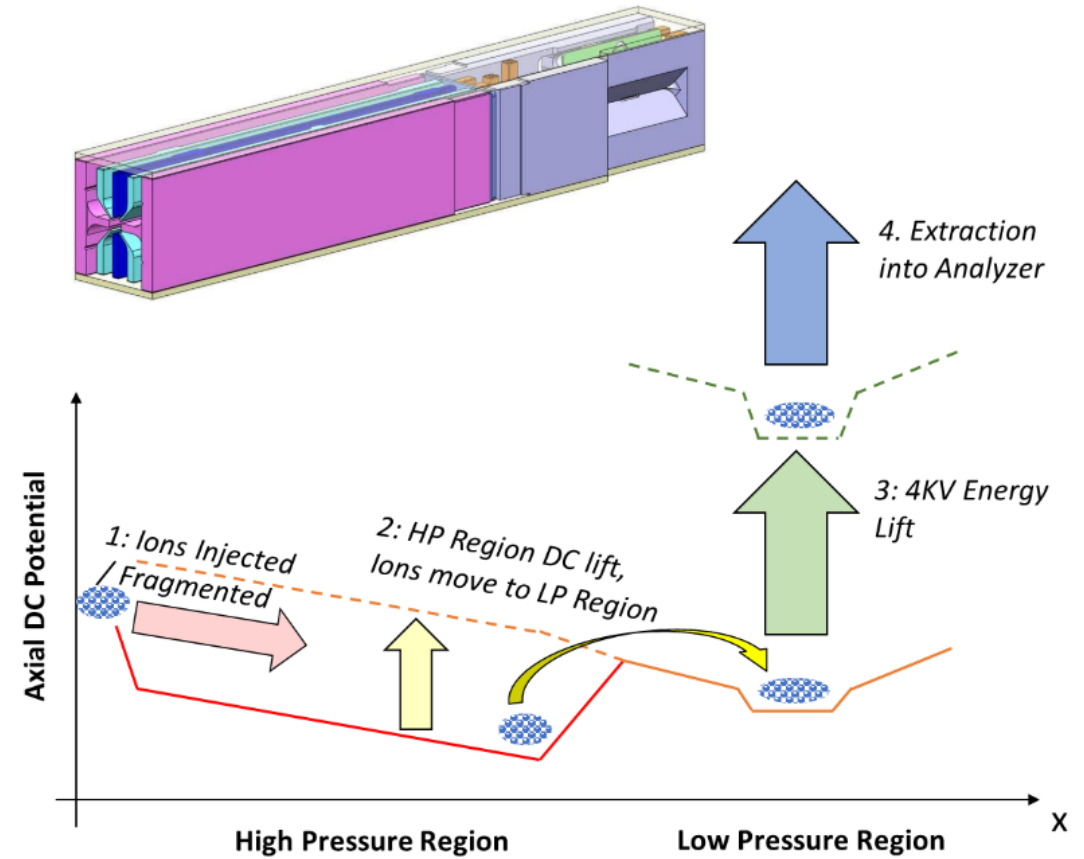 4. Extraction
into Analyzer
1: Ions Injected
/ Fragmented
2: HP Region DC lift,
Ions move to LP Region
3: 4KV Energy
Lift
Axial DC Potential
X
High Pressure Region
Low Pressure Region